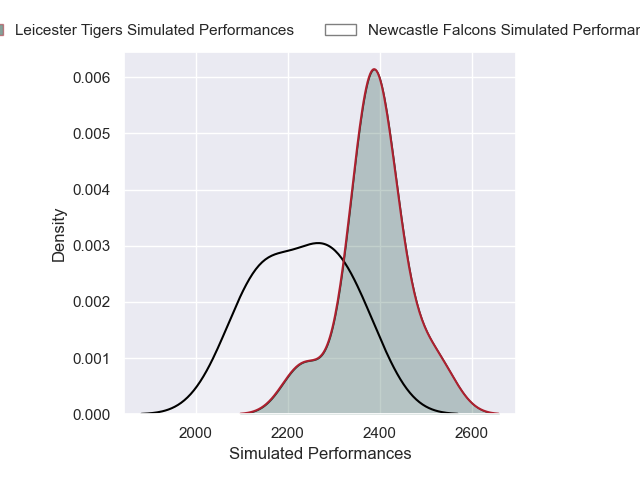 Leicester Tigers Simulated Performances Newcastle Falcons Simulated Performan
0.006
0.005
0.004
0.003
0.002
0.001
0.000
Density
2000 2200 2400 2600
Simulated Performances